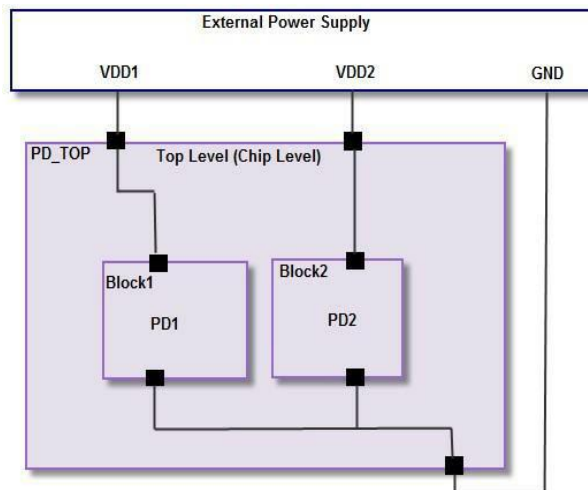 External Power Supply
VDD1 VDD2 GND
PD_TOP Top Level (Chip Level)
Block1 Block2
PD1 PD2